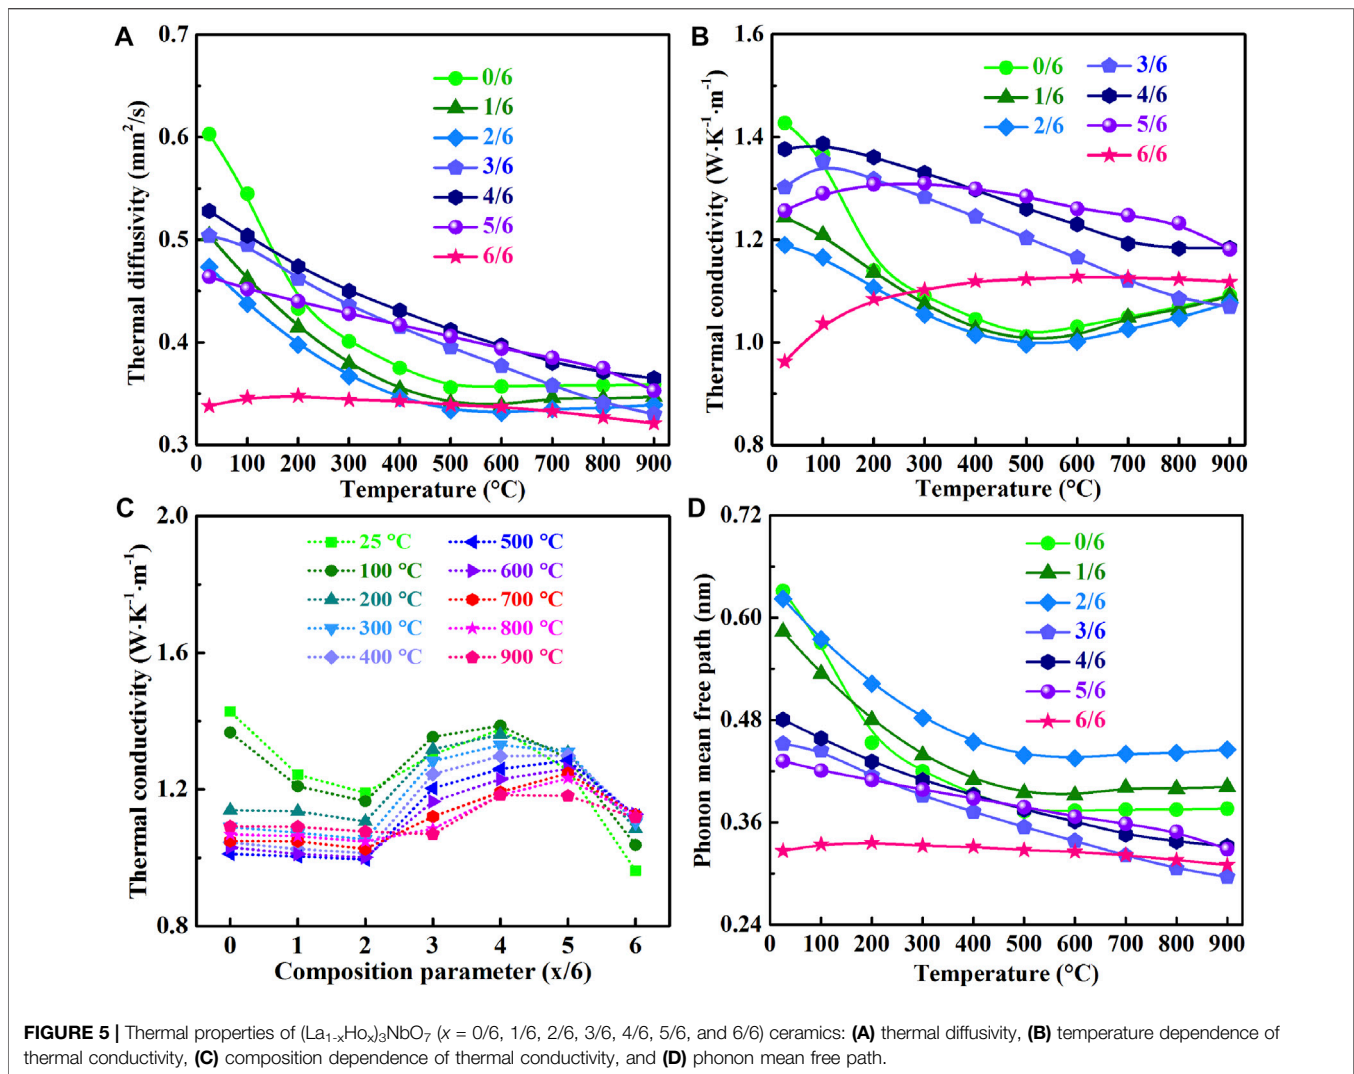 A
0.7
0.6
0.5
0.4
0.3
Thermal diffusivity (mm²/s)
0/6
1/6
2/6
3/6
4/6
5/6
6/6
0 100 200 300 400 500 600 700 800 900
Temperature (°C)
B
1.6
1.4
1.2
1.0
0.8
Thermal conductivity (W·K⁻¹·m⁻¹)
0/6
1/6
2/6
3/6
4/6
5/6
6/6
0 100 200 300 400 500 600 700 800 900
Temperature (°C)
C
2.0
1.6
1.2
0.8
Thermal conductivity (W·K⁻¹·m⁻¹)
25 °C
100 °C
200 °C
300 °C
400 °C
500 °C
600 °C
700 °C
800 °C
900 °C
0 1 2 3 4 5 6
Composition parameter (x/6)
D
0.72
0.60
0.48
0.36
0.24
Phonon mean free path (nm)
0/6
1/6
2/6
3/6
4/6
5/6
6/6
0 100 200 300 400 500 600 700 800 900
Temperature (°C)
FIGURE 5 | Thermal properties of (La₁₋ₓHoₓ)₃NbO₇ (x = 0/6, 1/6, 2/6, 3/6, 4/6, 5/6, and 6/6) ceramics: (A) thermal diffusivity, (B) temperature dependence of
thermal conductivity, (C) composition dependence of thermal conductivity, and (D) phonon mean free path.